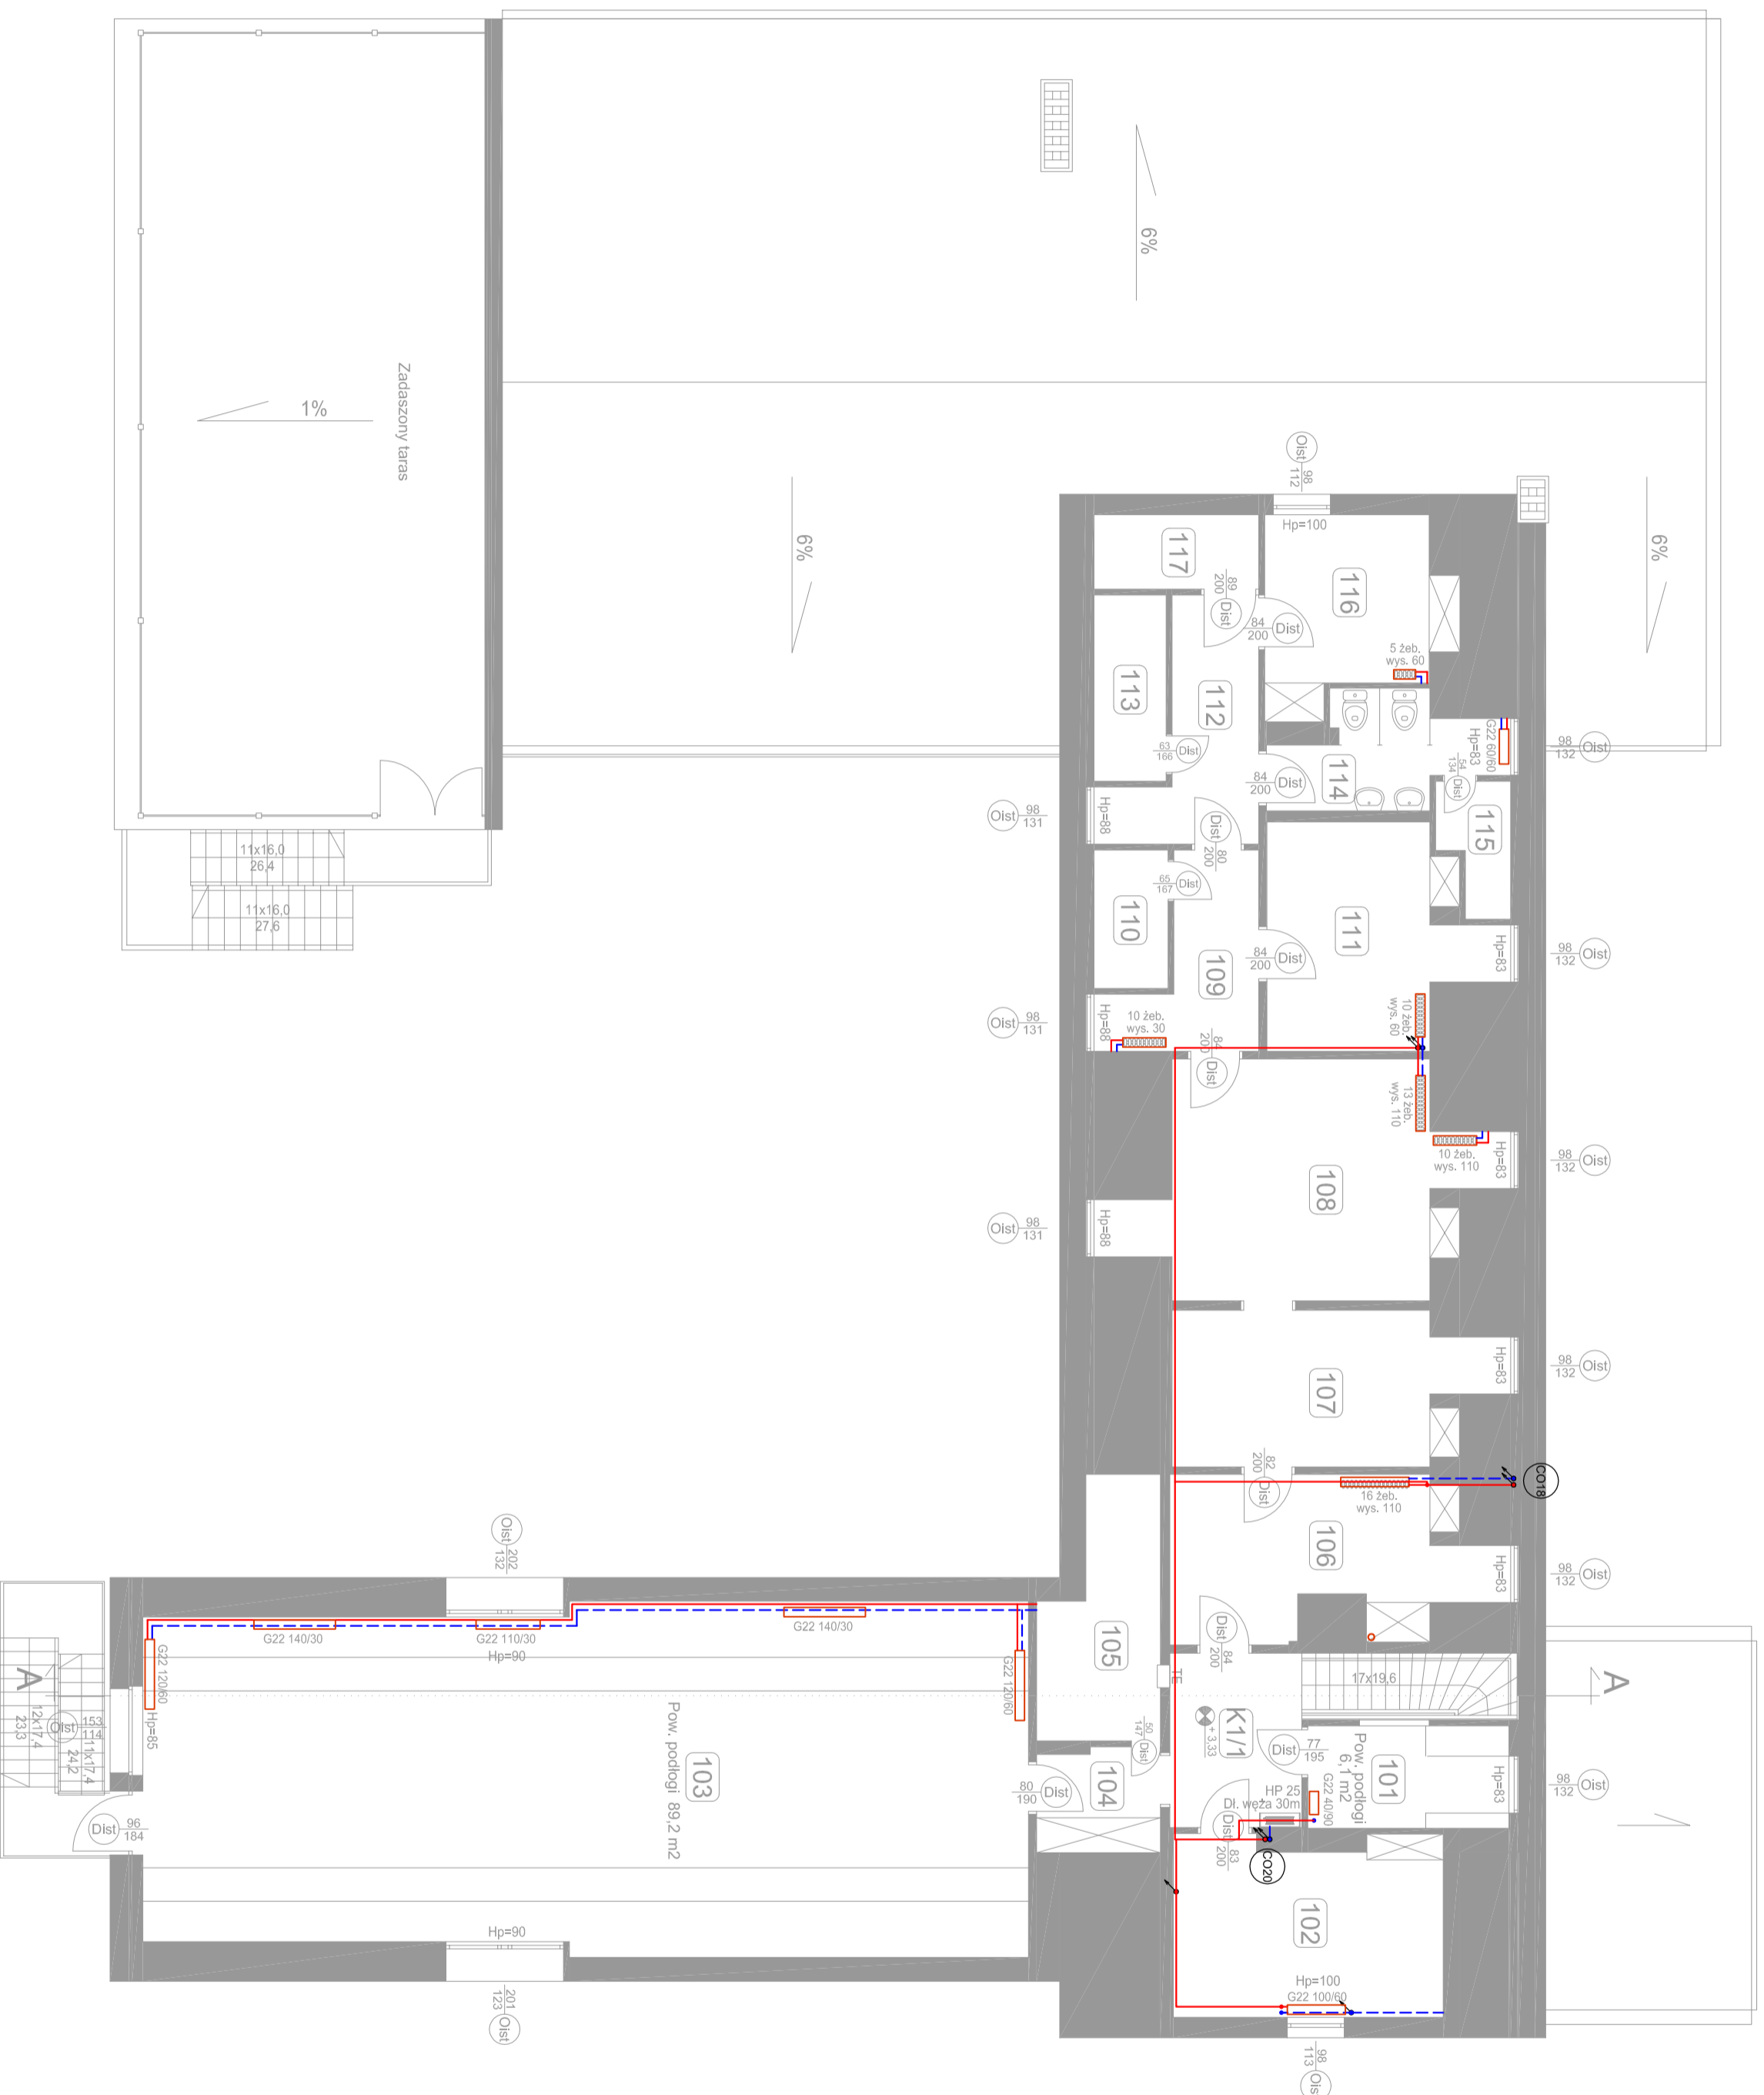 6%
Zadaszony taras
1%
6%
6%
Oist 98
112
Hp=100
117
116
89
200 Dist
84
200 Dist
5 żeb.
wys. 60
113
112
63
166 Dist
G22 60/60
Hp=83
98
132 Oist
54
134 Dist
84
200 Dist
114
115
Oist 98
131
Hp=88
Dist 80
200
11x16,0
26,4
11x16,0
27,6
65
167 Dist
110
111
109
84
200 Dist
Hp=83
98
132 Oist
Oist 98
131
Hp=88
10 żeb.
wys. 30
10 żeb.
wys. 60
84
200 Dist
13 żeb.
wys. 110
10 żeb.
wys. 110
Hp=83
98
132 Oist
108
Oist 98
131
Hp=88
107
Hp=83
98
132 Oist
82
200 Dist
CO18
16 żeb.
wys. 110
106
Hp=83
98
132 Oist
Oist 202
132
G22 140/30
G22 110/30
Hp=90
G22 140/30
G22 120/60
G22 120/60
105
Dist 84
200
TE
17x19,6
A
A
12x17,4
23,3
11x17,4
24,2
Oist 153
114
Hp=85
103
Pow. podłogi 89,2 m2
50
147 Dist
K1/1
+ 3,33
Dist 77
195
101
Pow. podłogi
6,1 m2
G22 40/90
Hp=83
98
132 Oist
104
80
190 Dist
HP 25
Dł. węża 30m
Dist 83
200
CO20
Dist 96
184
102
Hp=90
Hp=100
G22 100/60
201
123 Oist
98
113 Ois